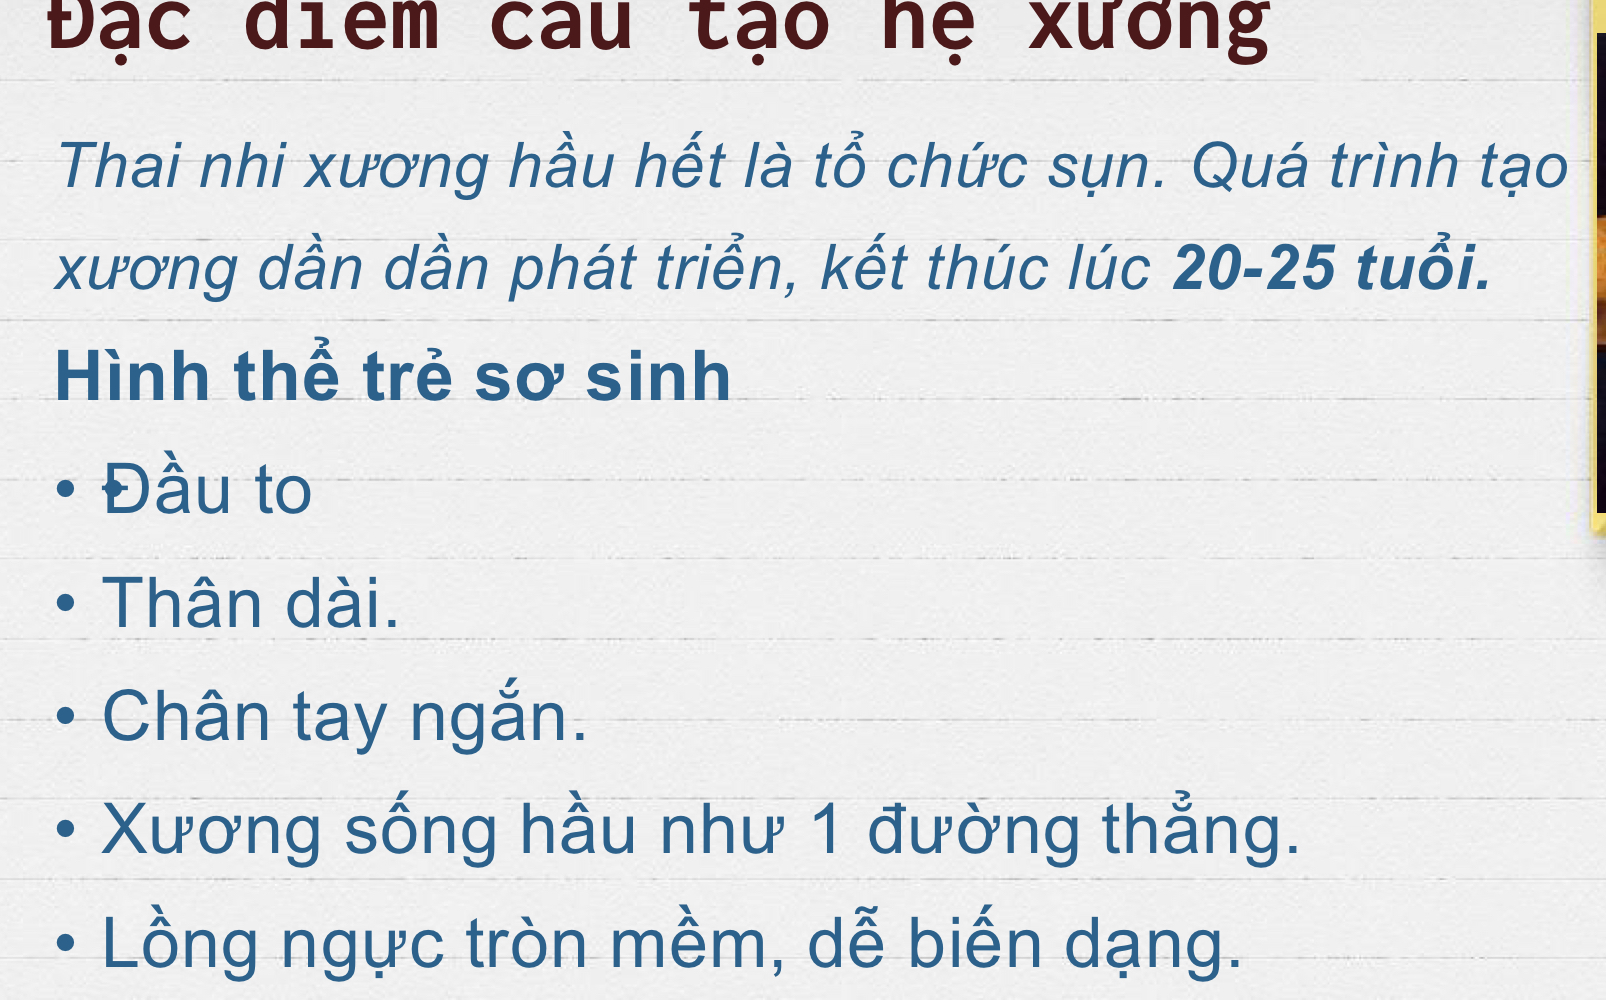 Đặc điểm cấu tạo hệ xương
Thai nhi xương hầu hết là tổ chức sụn. Quá trình tạo
xương dần dần phát triển, kết thúc lúc 20-25 tuổi.
Hình thể trẻ sơ sinh
• Đầu to
• Thân dài.
• Chân tay ngắn.
• Xương sống hầu như 1 đường thẳng.
• Lồng ngực tròn mềm, dễ biến dạng.